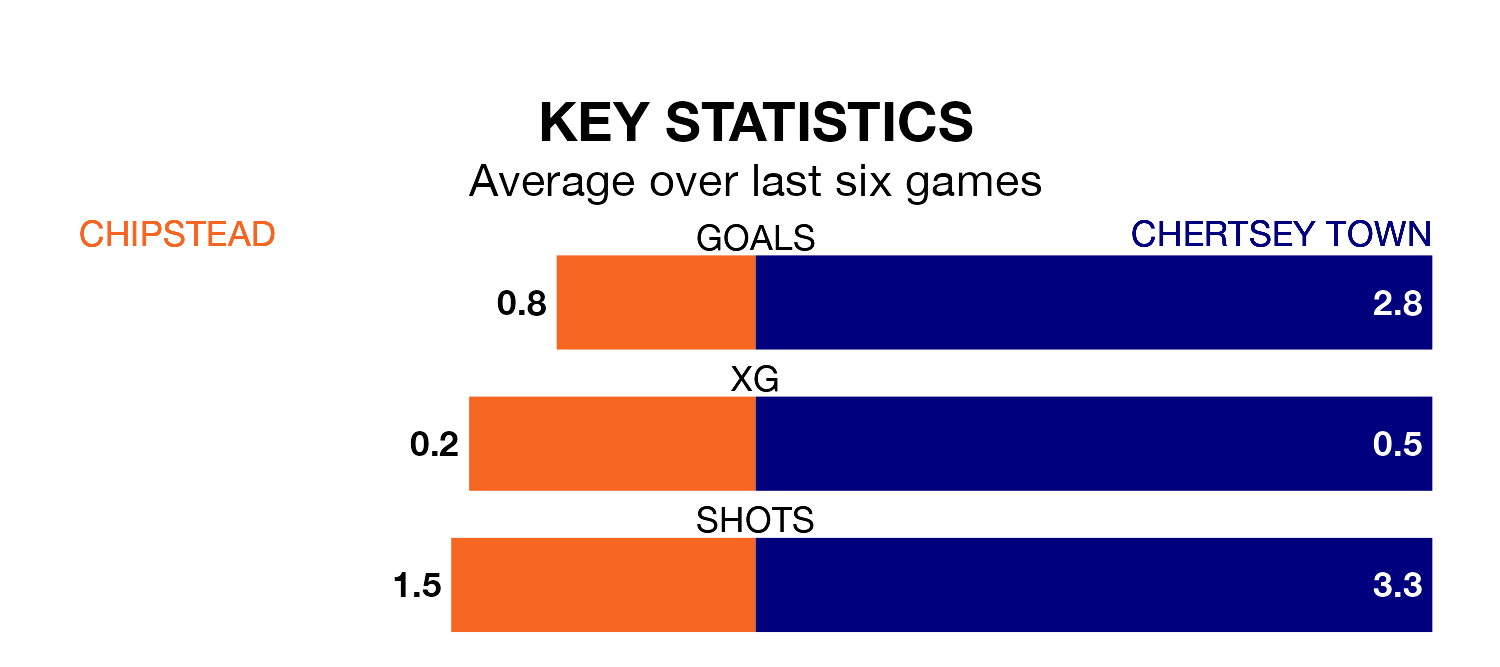 KEY STATISTICS
Average over last six games
CHIPSTEAD
GOALS
CHERTSEY TOWN
0.8
2.8
XG
0.2
0.5
SHOTS
1.5
3.3